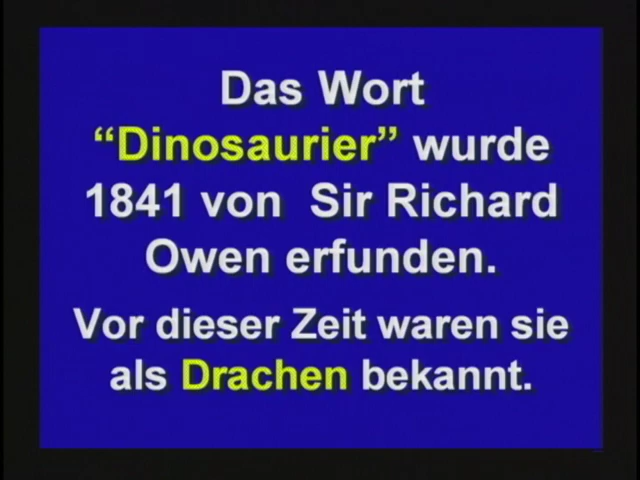 Das Wort
“Dinosaurier” wurde
1841 von Sir Richard
Owen erfunden.
Vor dieser Zeit waren sie
als Drachen bekannt.